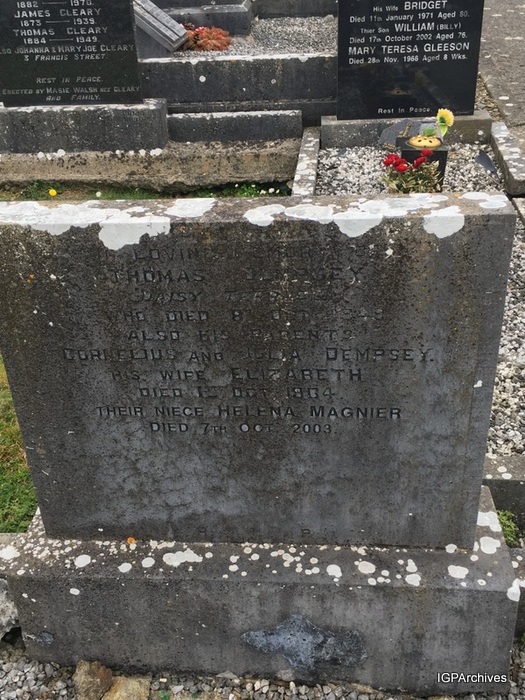 1882 1970.
JAMES CLEARY
1873 – 1939.
THOMAS CLEARY
1884 – 1949.
ALSO JOHANNA & MARY JOE CLEARY
3 FRANCIS STREET.
REST IN PEACE.
ERECTED BY MASIE WALSH NEE CLEARY
AND FAMILY.
His Wife BRIDGET
Died 11th January 1971 Aged 80.
Their Son WILLIAM (BILLY)
Died 17th October 2002 Aged 76.
MARY TERESA GLEESON
Died 28th Nov. 1966 Aged 8 Wks.
Rest In Peace.
THOMAS DEMPSEY
WHO DIED 8
ALSO HIS PARENTS
CORNELIUS AND JULIA DEMPSEY.
HIS WIFE ELIZABETH
DIED OCT.
THEIR NIECE HELENA MAGNIER
DIED 7TH OCT. 2003.
IGPArchives